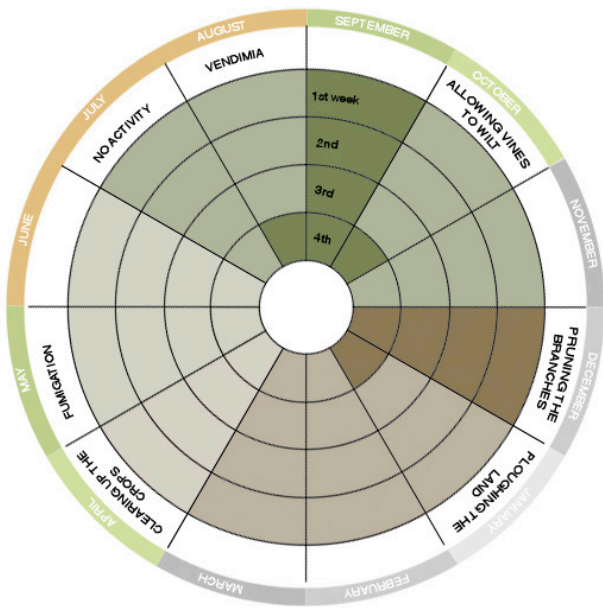 SEPTEMBER
OCTOBER
NOVEMBER
DECEMBER
JANUARY
FEBRUARY
MARCH
APRIL
MAY
JUNE
JULY
AUGUST
VENDIMIA
ALLOWING VINES
TO WILT
PRUNING THE
BRANCHES
PLOUGHING THE
LAND
CLEARING UP THE
CROPS
FUMIGATION
NO ACTIVITY
1st week
2nd
3rd
4th